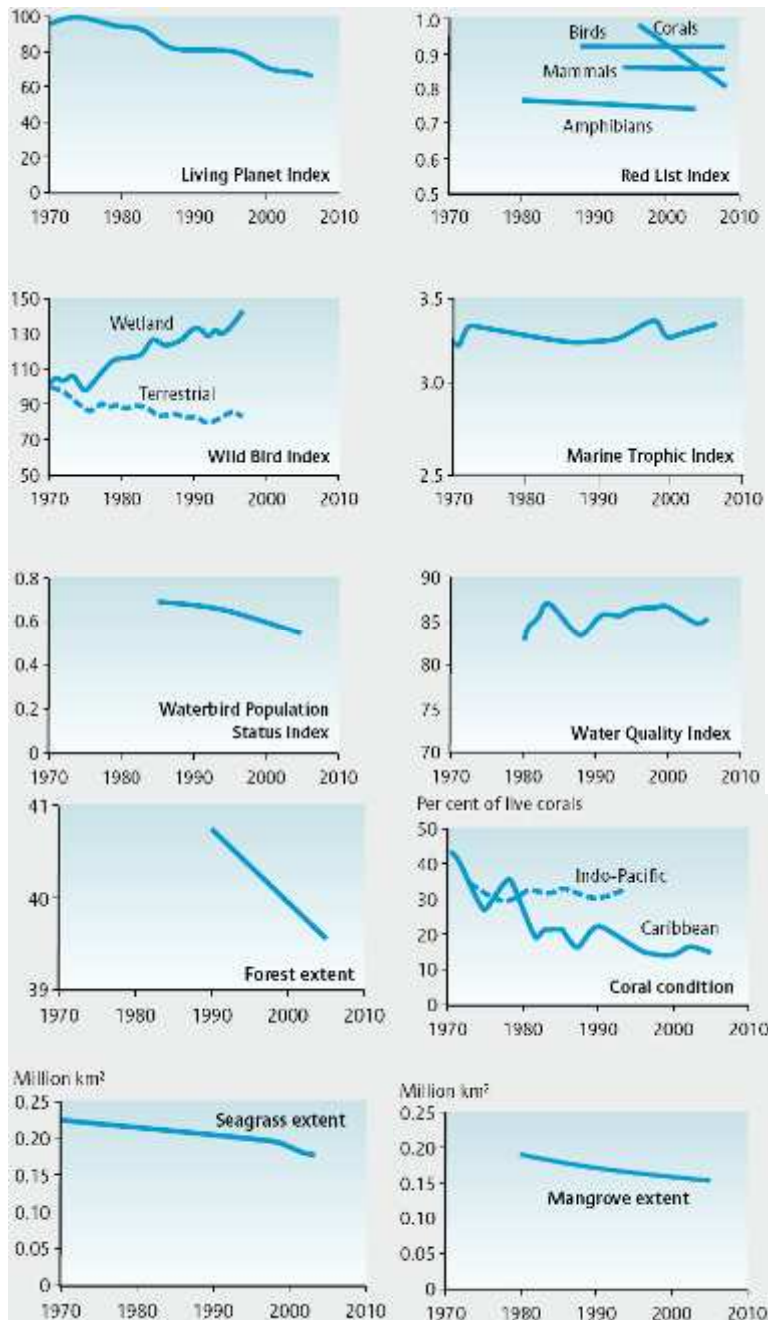 100
80
60
40
20
0
Living Planet Index
1970 1980 1990 2000 2010
1.0
0.9
0.8
0.7
0.6
0.5
Birds
Corals
Mammals
Amphibians
Red List Index
1970 1980 1990 2000 2010
150
130
110
90
70
50
Wetland
Terrestrial
Wild Bird Index
1970 1980 1990 2000 2010
3.5
3.0
2.5
Marine Trophic Index
1970 1980 1990 2000 2010
0.8
0.6
0.4
0.2
0
Waterbird Population
Status Index
1970 1980 1990 2000 2010
90
85
80
75
70
Water Quality Index
1970 1980 1990 2000 2010
41
40
39
Forest extent
1970 1980 1990 2000 2010
Per cent of live corals
50
40
30
20
10
0
Indo-Pacific
Caribbean
Coral condition
1970 1980 1990 2000 2010
Million km²
0.25
0.20
0.15
0.10
0.05
0
Seagrass extent
1970 1980 1990 2000 2010
Million km²
0.25
0.20
0.15
0.10
0.05
0
Mangrove extent
1970 1980 1990 2000 2010